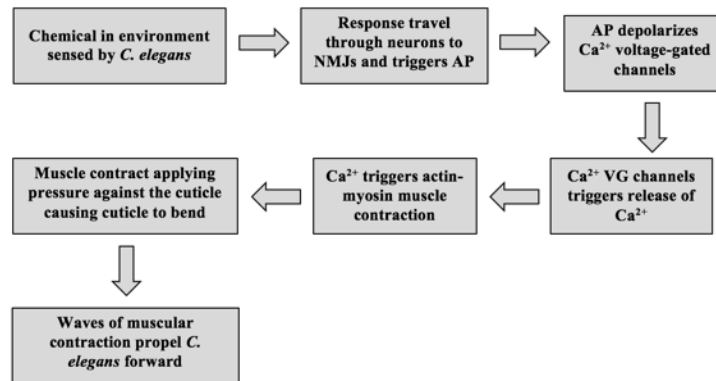 Chemical in environment
sensed by C. elegans
Response travel
through neurons to
NMJs and triggers AP
AP depolarizes
Ca²⁺ voltage-gated
channels
Ca²⁺ VG channels
triggers release of
Ca²⁺
Ca²⁺ triggers actin-
myosin muscle
contraction
Muscle contract applying
pressure against the cuticle
causing cuticle to bend
Waves of muscular
contraction propel C.
elegans forward